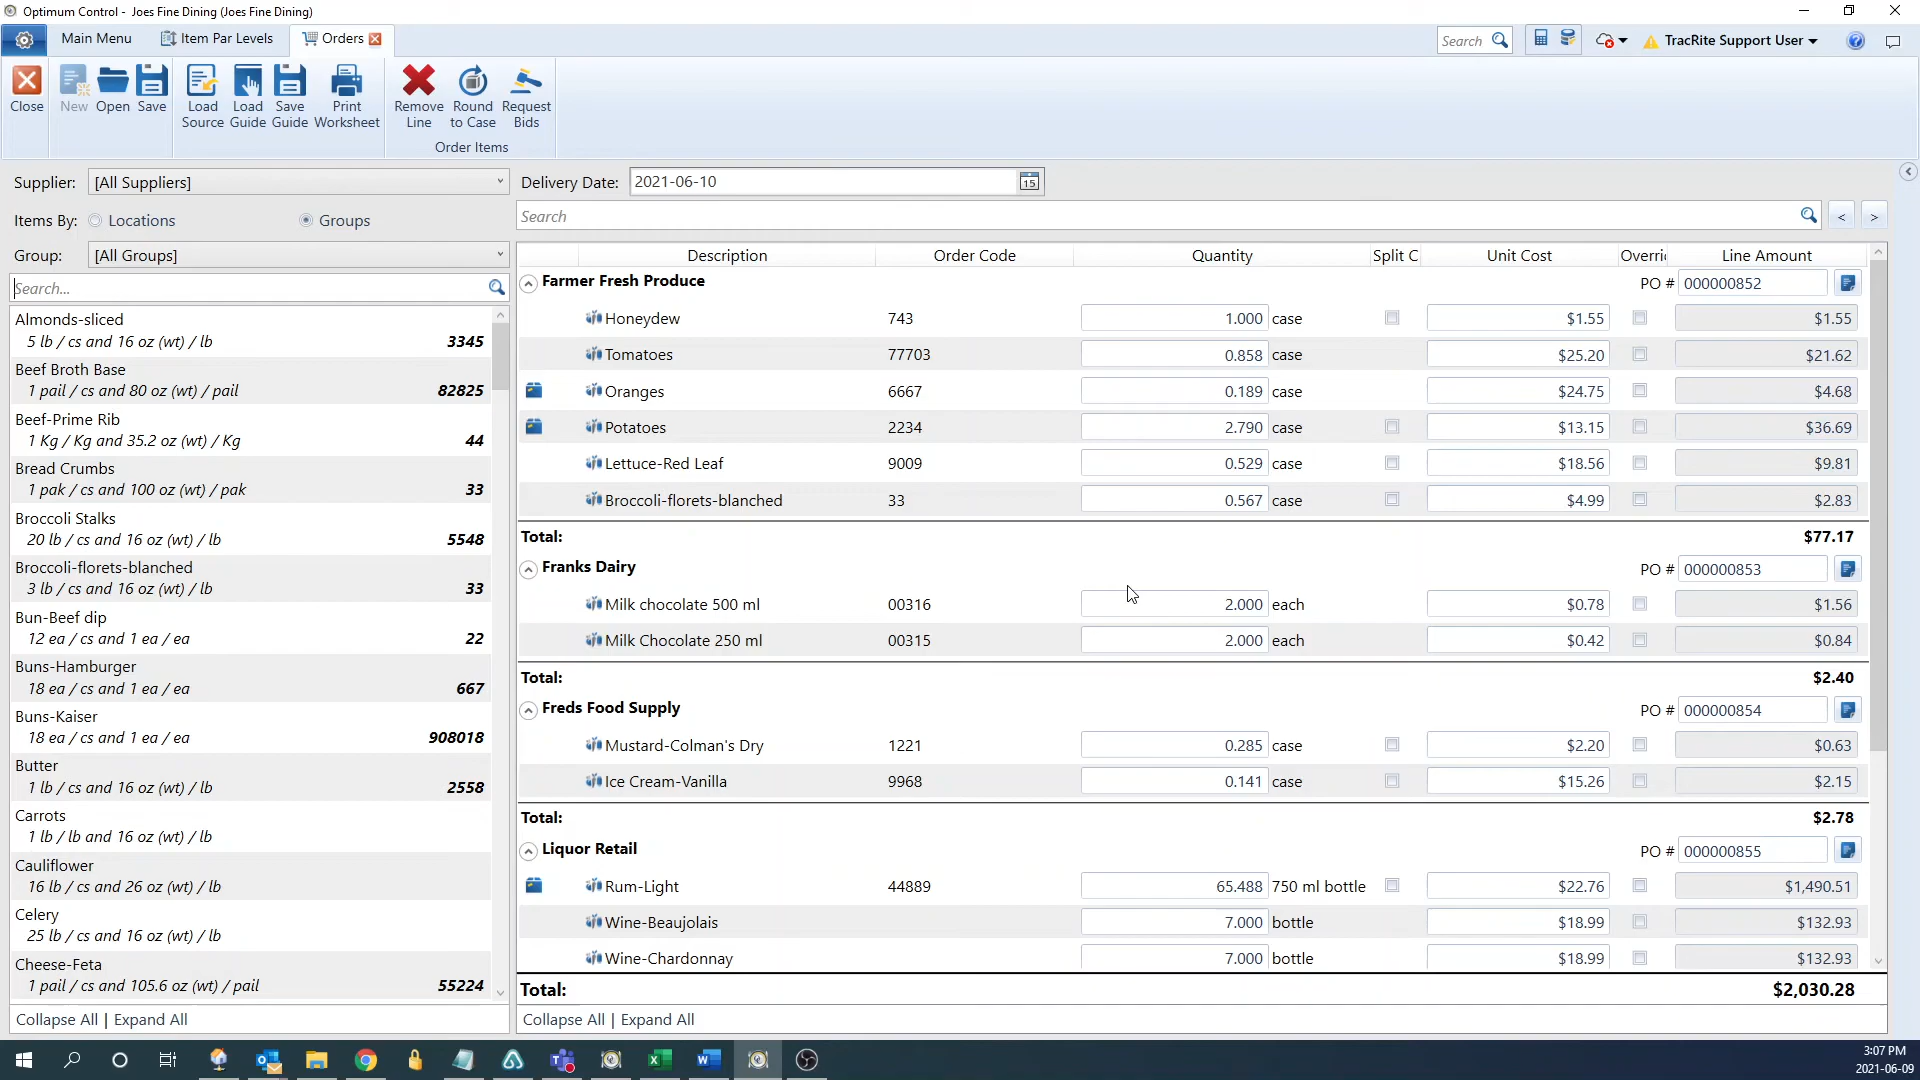 Optimum Control - Joes Fine Dining (Joes Fine Dining)
Main Menu Item Par Levels Orders Search TracRite Support User
Close New Open Save Load Source Load Guide Save Guide Print Worksheet Remove Line Round to Case Request Bids
Order Items
Supplier: [All Suppliers] Delivery Date: 2021-06-10 15
Items By: Locations Groups Search < >
Group: [All Groups]
Search...
Almonds-sliced
5 lb / cs and 16 oz (wt) / lb 3345
Beef Broth Base
1 pail / cs and 80 oz (wt) / pail 82825
Beef-Prime Rib
1 Kg / Kg and 35.2 oz (wt) / Kg 44
Bread Crumbs
1 pak / cs and 100 oz (wt) / pak 33
Broccoli Stalks
20 lb / cs and 16 oz (wt) / lb 5548
Broccoli-florets-blanched
3 lb / cs and 16 oz (wt) / lb 33
Bun-Beef dip
12 ea / cs and 1 ea / ea 22
Buns-Hamburger
18 ea / cs and 1 ea / ea 667
Buns-Kaiser
18 ea / cs and 1 ea / ea 908018
Butter
1 lb / cs and 16 oz (wt) / lb 2558
Carrots
1 lb / lb and 16 oz (wt) / lb
Cauliflower
16 lb / cs and 26 oz (wt) / lb
Celery
25 lb / cs and 16 oz (wt) / lb
Cheese-Feta
1 pail / cs and 105.6 oz (wt) / pail 55224
Collapse All | Expand All
Description Order Code Quantity Split C Unit Cost Overri Line Amount
Farmer Fresh Produce PO # 000000852
Honeydew 743 1.000 case $1.55 $1.55
Tomatoes 77703 0.858 case $25.20 $21.62
Oranges 6667 0.189 case $24.75 $4.68
Potatoes 2234 2.790 case $13.15 $36.69
Lettuce-Red Leaf 9009 0.529 case $18.56 $9.81
Broccoli-florets-blanched 33 0.567 case $4.99 $2.83
Total: $77.17
Franks Dairy PO # 000000853
Milk chocolate 500 ml 00316 2.000 each $0.78 $1.56
Milk Chocolate 250 ml 00315 2.000 each $0.42 $0.84
Total: $2.40
Freds Food Supply PO # 000000854
Mustard-Colman's Dry 1221 0.285 case $2.20 $0.63
Ice Cream-Vanilla 9968 0.141 case $15.26 $2.15
Total: $2.78
Liquor Retail PO # 000000855
Rum-Light 44889 65.488 750 ml bottle $22.76 $1,490.51
Wine-Beaujolais 7.000 bottle $18.99 $132.93
Wine-Chardonnay 7.000 bottle $18.99 $132.93
Total: $2,030.28
Collapse All | Expand All
3:07 PM
2021-06-09